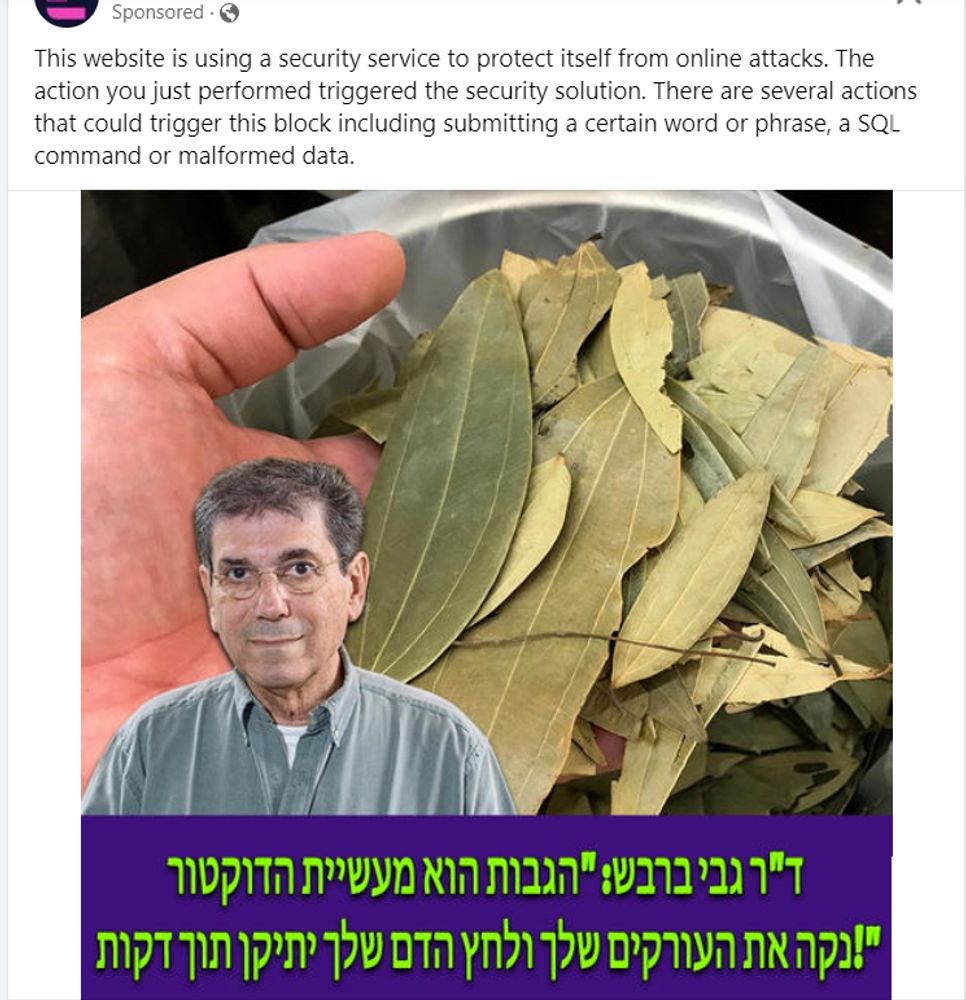 Sponsored ·
This website is using a security service to protect itself from online attacks. The
action you just performed triggered the security solution. There are several actions
that could trigger this block including submitting a certain word or phrase, a SQL
command or malformed data.
ד"ר גבי ברבש: "הגבות הוא מעשיית הדוקטור
"!נקה את העורקים שלך ולחץ הדם שלך יתיקן תוך דקות